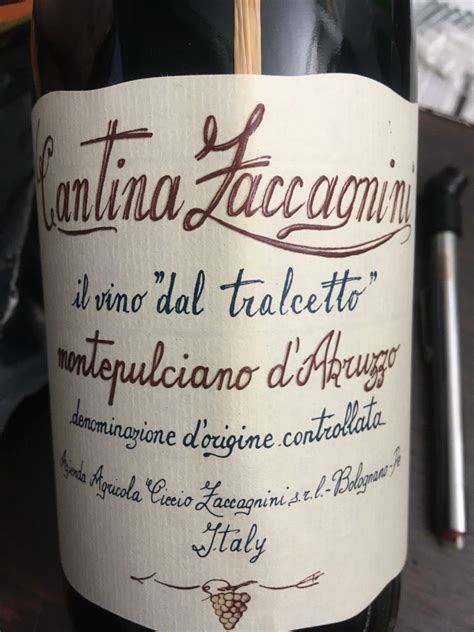 Cantina Zaccagnini
il vino "dal tralcetto"
montepulciano d'Abruzzo
denominazione d'origine controllata
Azienda Agricola "Ciccio Zaccagnini s.r.l.-Bolognano-Pe
Italy